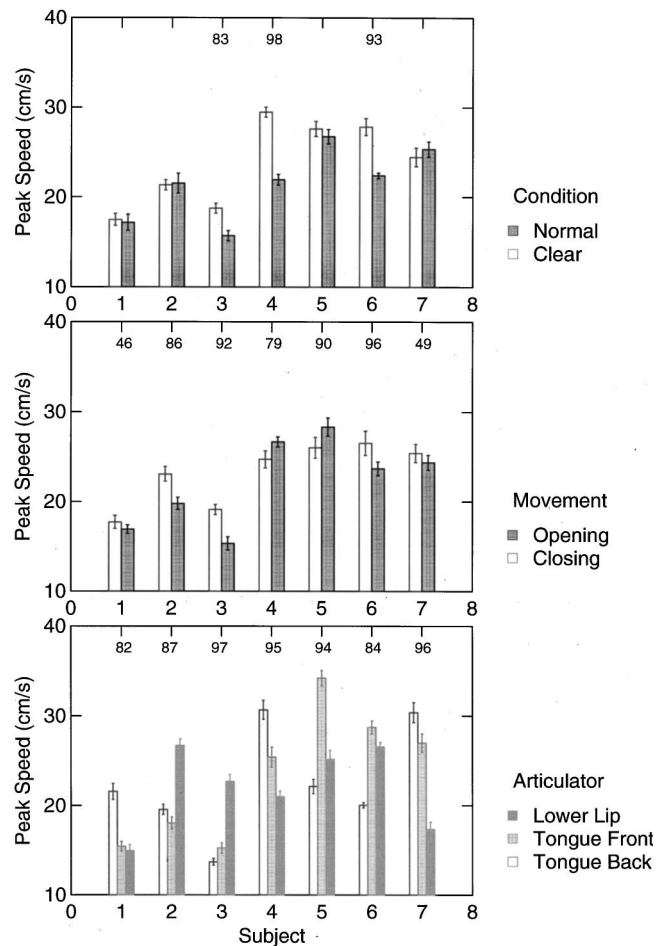 40
83 98 93
30
20
10
Peak Speed (cm/s)
0 1 2 3 4 5 6 7 8
Condition
Normal
Clear
40
46 86 92 79 90 96 49
30
20
10
Peak Speed (cm/s)
0 1 2 3 4 5 6 7 8
Movement
Opening
Closing
40
82 87 97 95 94 84 96
30
20
10
Peak Speed (cm/s)
0 1 2 3 4 5 6 7 8
Subject
Articulator
Lower Lip
Tongue Front
Tongue Back